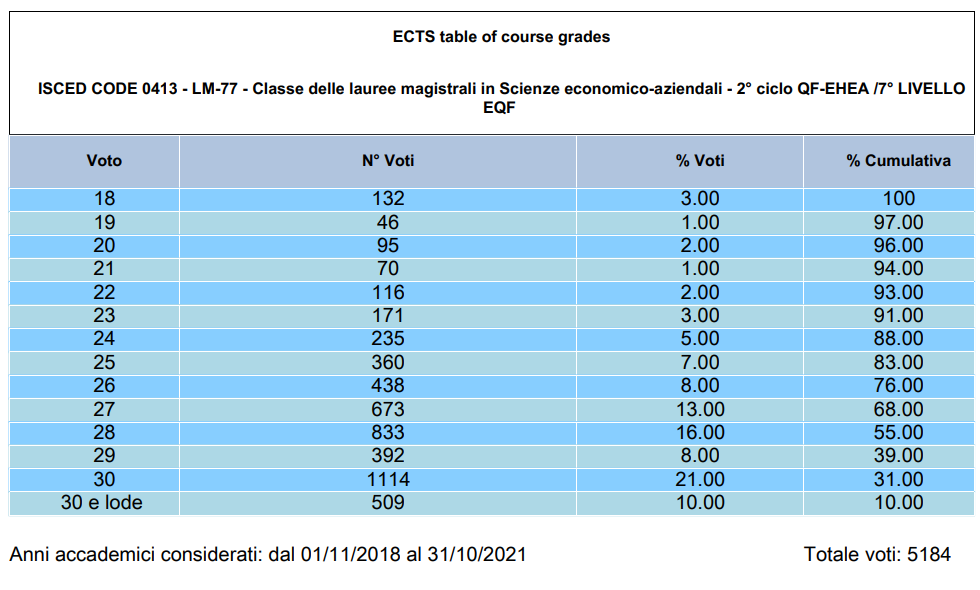 ECTS table of course grades
ISCED CODE 0413 - LM-77 - Classe delle lauree magistrali in Scienze economico-aziendali - 2° ciclo QF-EHEA /7° LIVELLO
EQF
Voto N° Voti % Voti % Cumulativa
18 132 3.00 100
19 46 1.00 97.00
20 95 2.00 96.00
21 70 1.00 94.00
22 116 2.00 93.00
23 171 3.00 91.00
24 235 5.00 88.00
25 360 7.00 83.00
26 438 8.00 76.00
27 673 13.00 68.00
28 833 16.00 55.00
29 392 8.00 39.00
30 1114 21.00 31.00
30 e lode 509 10.00 10.00
Anni accademici considerati: dal 01/11/2018 al 31/10/2021 Totale voti: 5184